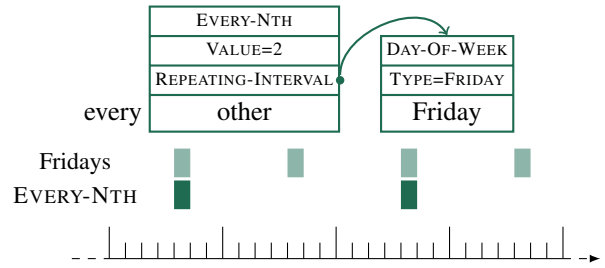 EVERY-NTH
VALUE=2 DAY-OF-WEEK
REPEATING-INTERVAL TYPE=FRIDAY
every other Friday
Fridays
EVERY-NTH